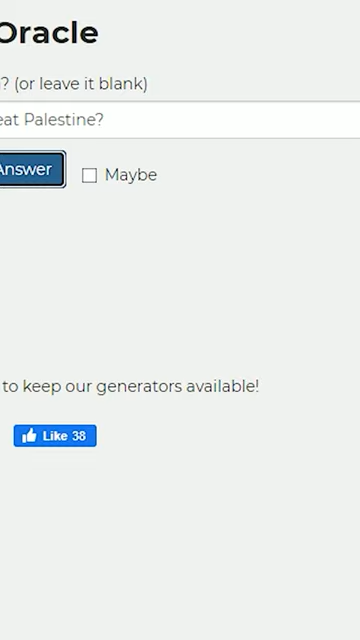 Oracle
? (or leave it blank)
eat Palestine?
Answer
Maybe
to keep our generators available!
Like 38